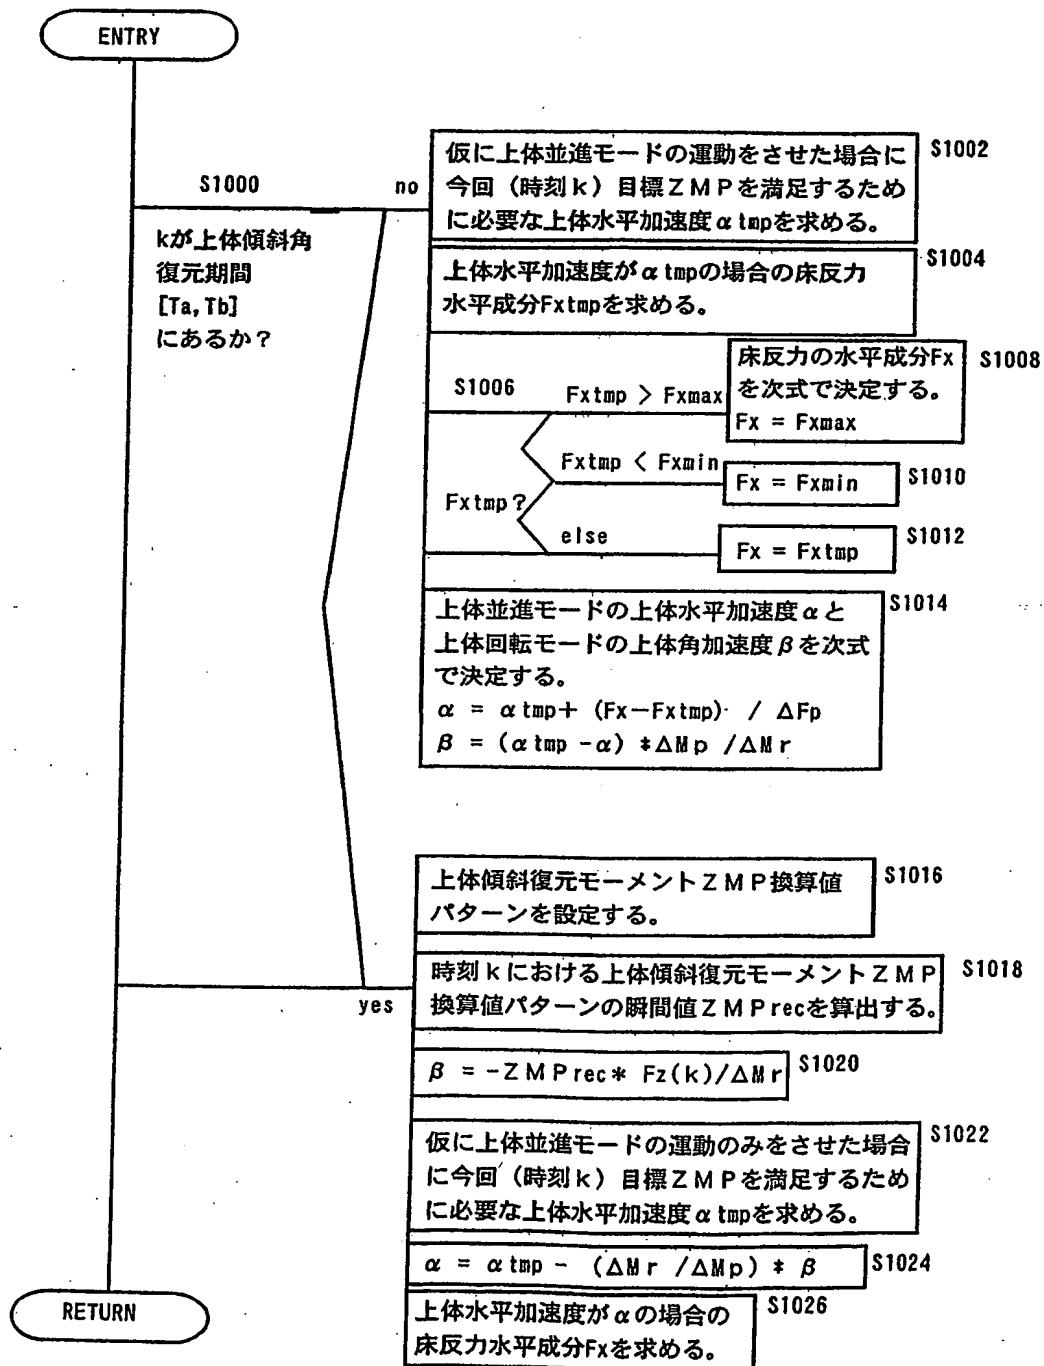 ENTRY
S1000
no
kが上体傾斜角
復元期間
[Ta,Tb]
にあるか？
仮に上体並進モードの運動をさせた場合に
今回（時刻ｋ）目標ＺＭＰを満足するため
に必要な上体水平加速度αtmpを求める。
S1002
上体水平加速度がαtmpの場合の床反力
水平成分Fxtmpを求める。
S1004
S1006
Fxtmp？
Fxtmp > Fxmax
床反力の水平成分Fx
を次式で決定する。
Fx = Fxmax
S1008
Fxtmp < Fxmin
Fx = Fxmin
S1010
else
Fx = Fxtmp
S1012
上体並進モードの上体水平加速度αと
上体回転モードの上体角加速度βを次式
で決定する。
α = αtmp+ (Fx-Fxtmp) / ΔFp
β = (αtmp -α) *ΔMp /ΔMr
S1014
yes
上体傾斜復元モーメントＺＭＰ換算値
パターンを設定する。
S1016
時刻ｋにおける上体傾斜復元モーメントＺＭＰ
換算値パターンの瞬間値ＺＭＰrecを算出する。
S1018
β = -ＺＭＰrec* Fz(k)/ΔMr
S1020
仮に上体並進モードの運動のみをさせた場合
に今回（時刻ｋ）目標ＺＭＰを満足するため
に必要な上体水平加速度αtmpを求める。
S1022
α = αtmp - (ΔMr /ΔMp) * β
S1024
上体水平加速度がαの場合の
床反力水平成分Fxを求める。
S1026
RETURN